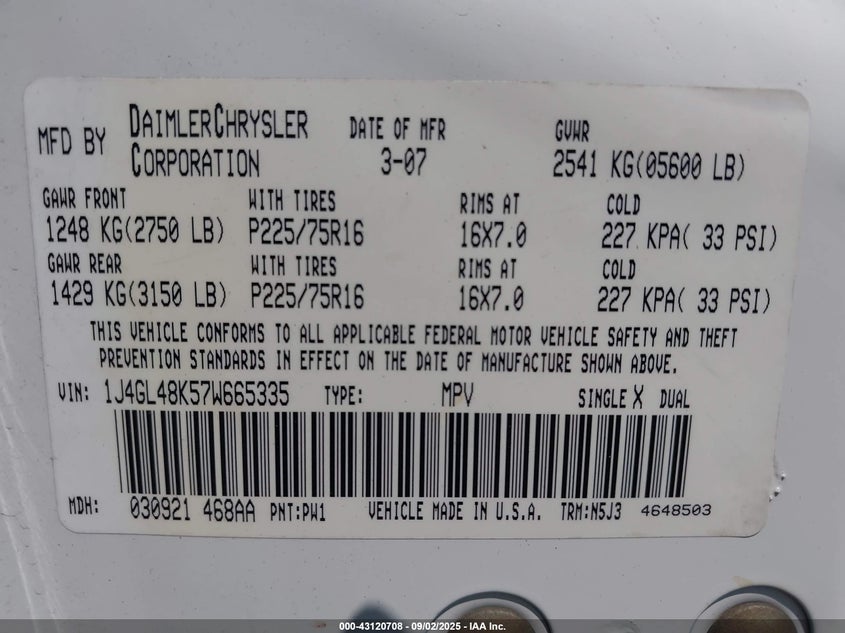 MFD BY DAIMLERCHRYSLER CORPORATION DATE OF MFR 3-07 GVWR 2541 KG(05600 LB)
GAWR FRONT WITH TIRES RIMS AT COLD
1248 KG(2750 LB) P225/75R16 16X7.0 227 KPA( 33 PSI)
GAWR REAR WITH TIRES RIMS AT COLD
1429 KG(3150 LB) P225/75R16 16X7.0 227 KPA( 33 PSI)
THIS VEHICLE CONFORMS TO ALL APPLICABLE FEDERAL MOTOR VEHICLE SAFETY AND THEFT
PREVENTION STANDARDS IN EFFECT ON THE DATE OF MANUFACTURE SHOWN ABOVE.
VIN: 1J4GL48K57W665335 TYPE: MPV SINGLE X DUAL
MDH: 030921 468AA PNT:PW1 VEHICLE MADE IN U.S.A. TRM:N5J3 4648503
000-43120708 - 09/02/2025 - IAA Inc.